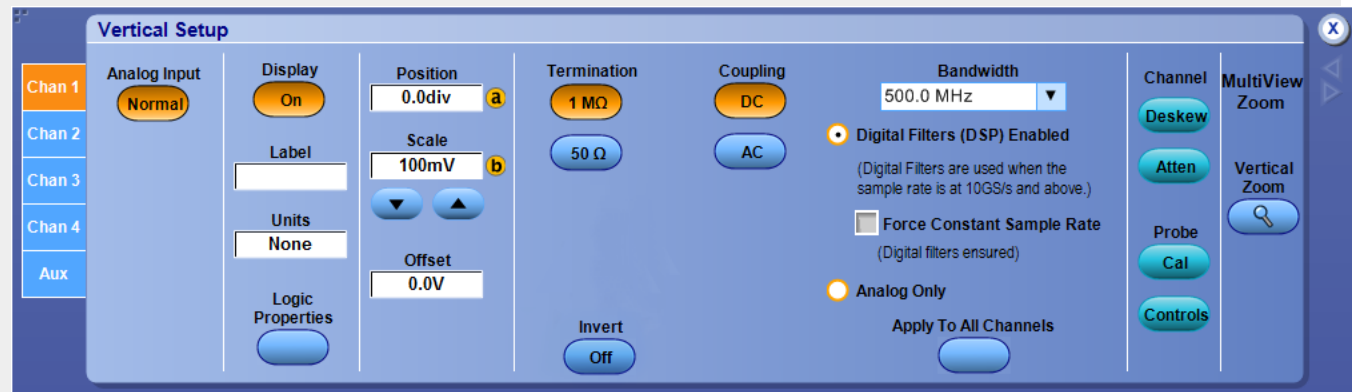 Vertical Setup
X
Chan 1
Chan 2
Chan 3
Chan 4
Aux
Analog Input
Normal
Display
On
Label
Units
None
Logic
Properties
Position
0.0div
a
Scale
100mV
b
Offset
0.0V
Termination
1 MΩ
50 Ω
Invert
Off
Coupling
DC
AC
Bandwidth
500.0 MHz
Digital Filters (DSP) Enabled
(Digital Filters are used when the
sample rate is at 10GS/s and above.)
Force Constant Sample Rate
(Digital filters ensured)
Analog Only
Apply To All Channels
Channel
Deskew
Atten
Probe
Cal
Controls
MultiView
Zoom
Vertical
Zoom